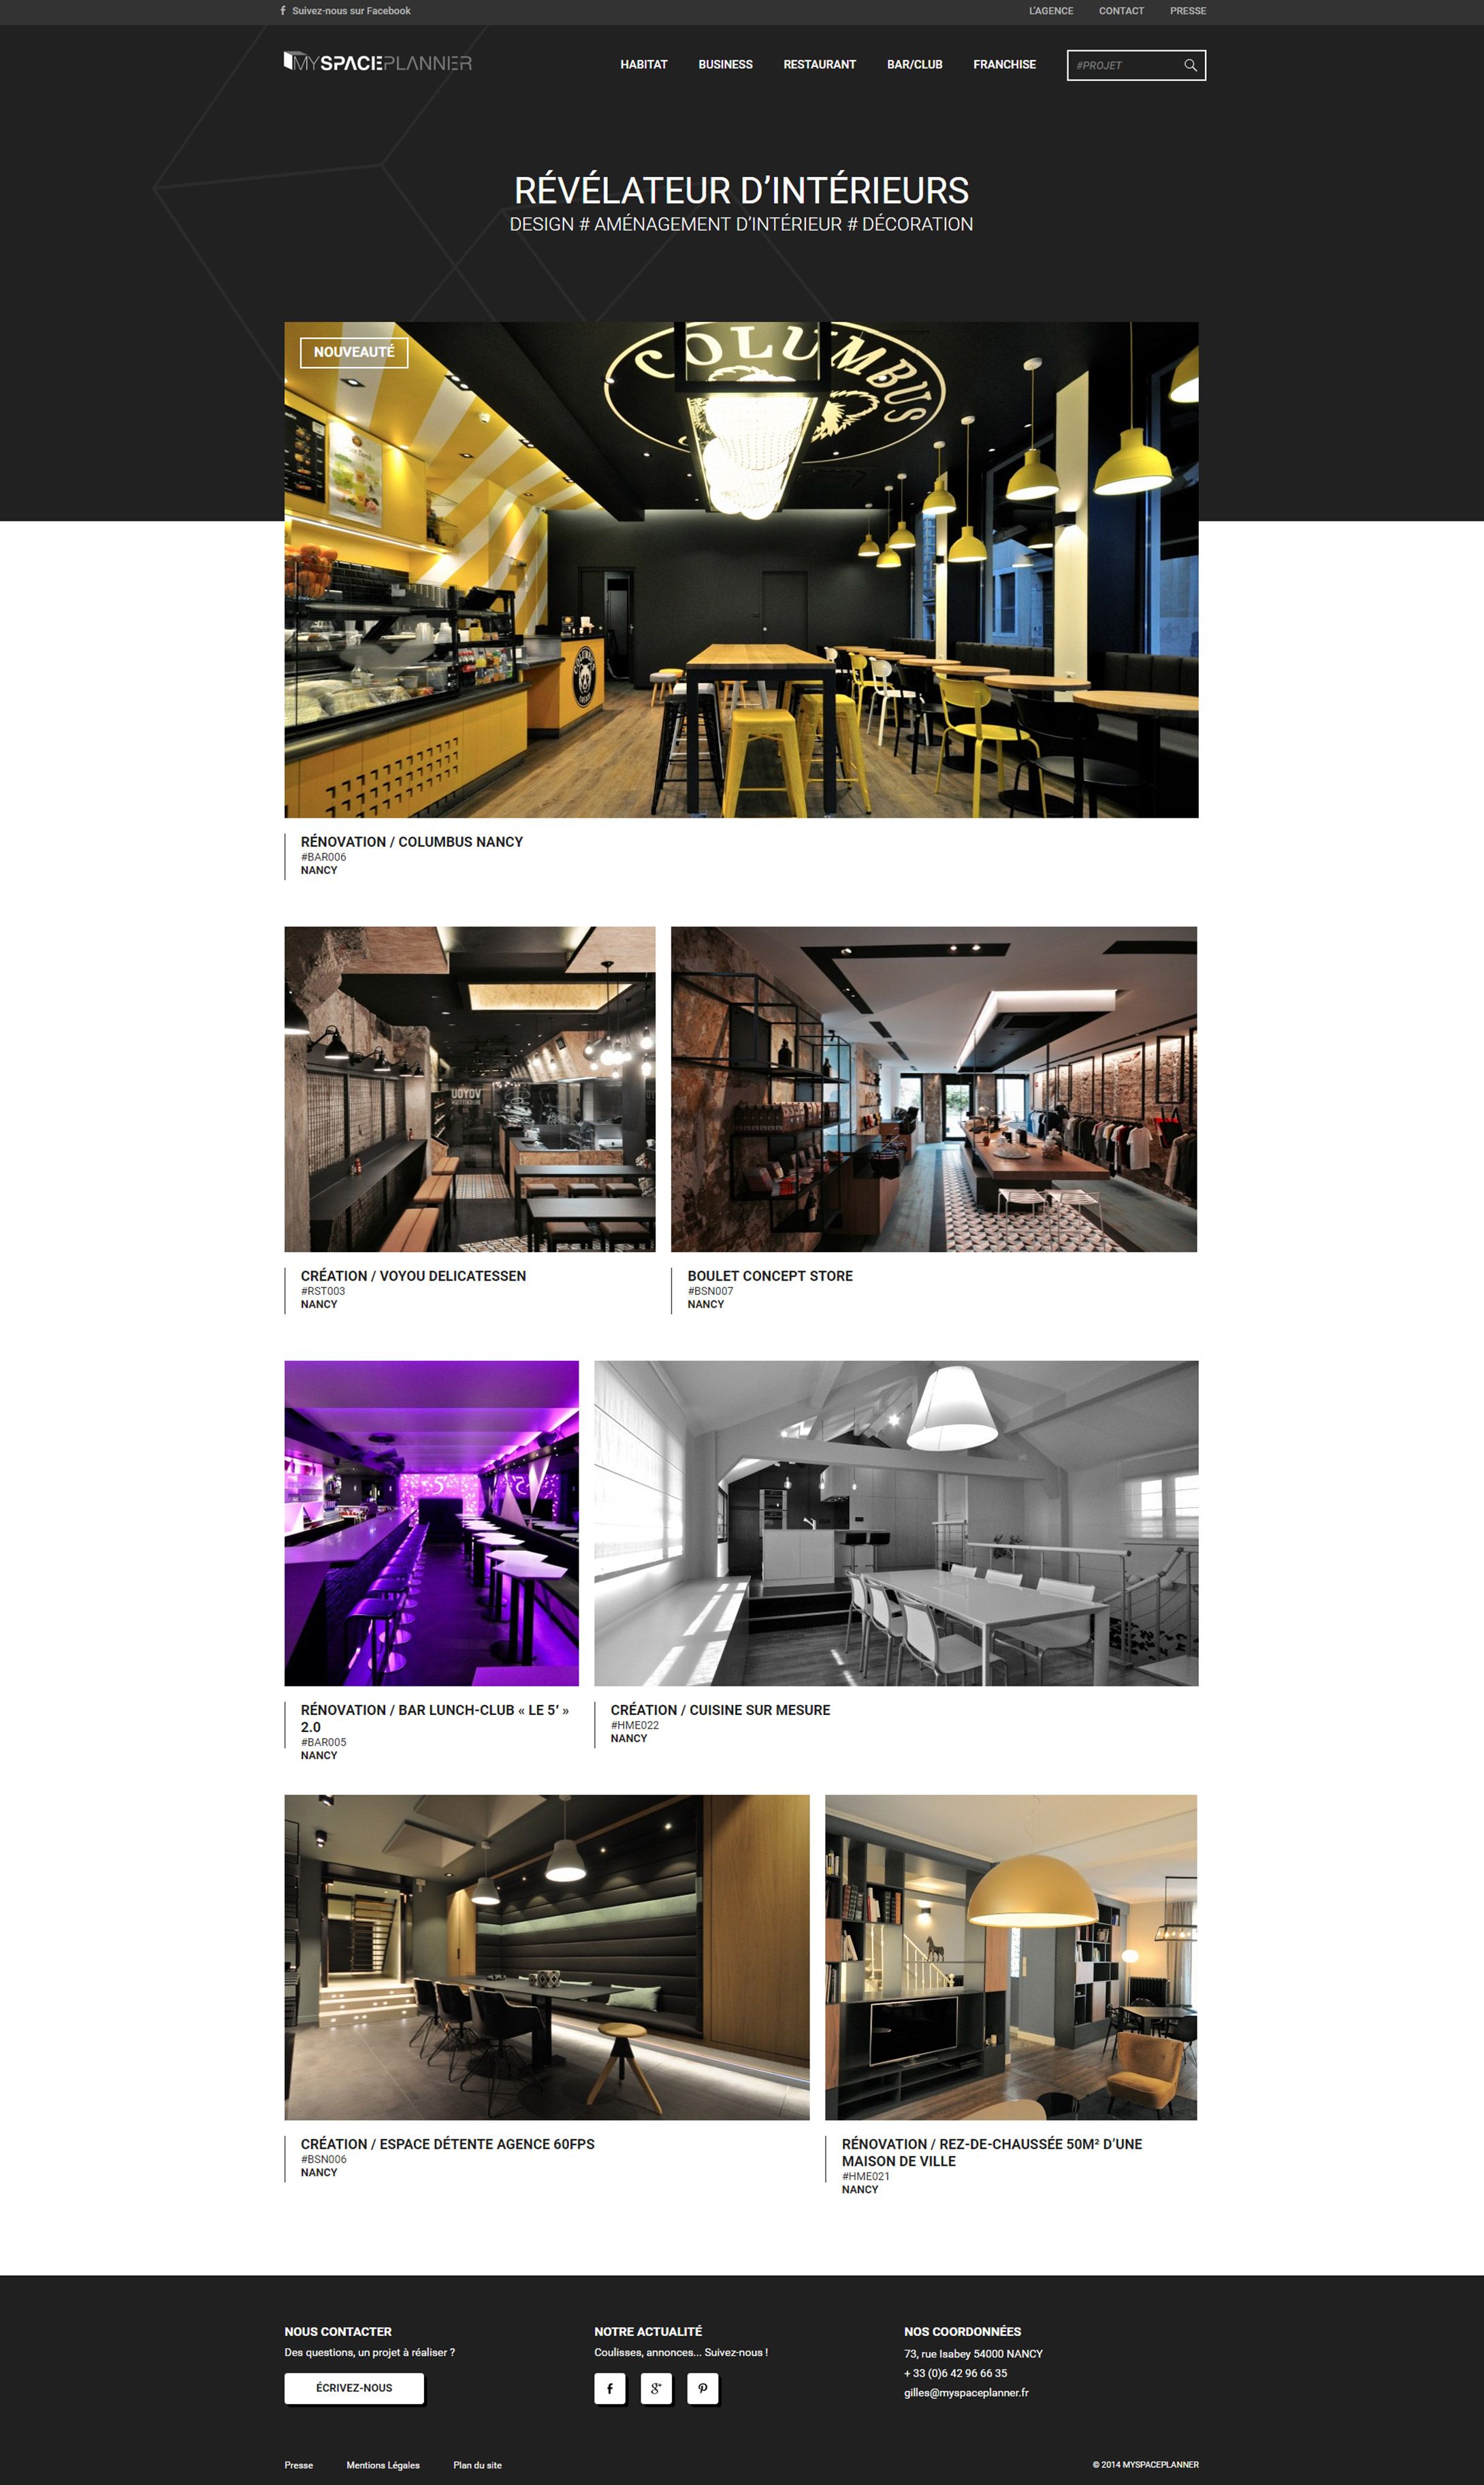 Suivez-nous sur Facebook
L'AGENCE CONTACT PRESSE
MYSPACEPLANNER
HABITAT BUSINESS RESTAURANT BAR/CLUB FRANCHISE #PROJET
RÉVÉLATEUR D'INTÉRIEURS
DESIGN # AMÉNAGEMENT D'INTÉRIEUR # DÉCORATION
NOUVEAUTÉ
COLUMBUS
RÉNOVATION / COLUMBUS NANCY
#BAR006
NANCY
VOYOU
CRÉATION / VOYOU DELICATESSEN
#RST003
NANCY
BOULET CONCEPT STORE
#BSN007
NANCY
RÉNOVATION / BAR LUNCH-CLUB « LE 5′ »
2.0
#BAR005
NANCY
CRÉATION / CUISINE SUR MESURE
#HME022
NANCY
CRÉATION / ESPACE DÉTENTE AGENCE 60FPS
#BSN006
NANCY
RÉNOVATION / REZ-DE-CHAUSSÉE 50M² D'UNE
MAISON DE VILLE
#HME021
NANCY
NOUS CONTACTER
Des questions, un projet à réaliser ?
ÉCRIVEZ-NOUS
NOTRE ACTUALITÉ
Coulisses, annonces... Suivez-nous !
NOS COORDONNÉES
73, rue Isabey 54000 NANCY
+ 33 (0)6 42 96 66 35
gilles@myspaceplanner.fr
Presse Mentions Légales Plan du site
© 2014 MYSPACEPLANNER